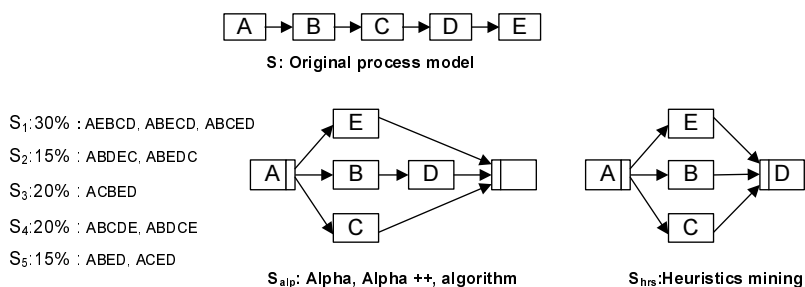 A B C D E
S: Original process model
S1:30% : AEBCD, ABECD, ABCED
S2:15% : ABDEC, ABEDC
S3:20% : ACBED
S4:20% : ABCDE, ABDCE
S5:15% : ABED, ACED
E
A B D
C
Salp: Alpha, Alpha ++, algorithm
E
A B D
C
Shrs:Heuristics mining